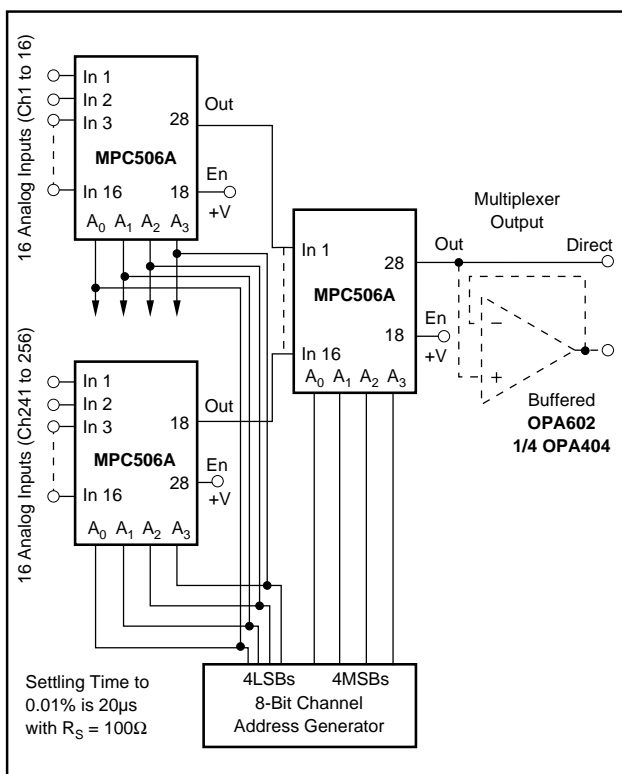 16 Analog Inputs (Ch1 to 16)
In 1
In 2
In 3
In 16
28
Out
MPC506A
18
En
+V
A0 A1 A2 A3
In 1
In 16
28
MPC506A
18
A0 A1 A2 A3
Multiplexer
Output
Out
Direct
En
+V
Buffered
OPA602
1/4 OPA404
16 Analog Inputs (Ch241 to 256)
In 1
In 2
In 3
In 16
18
Out
MPC506A
28
En
+V
A0 A1 A2 A3
−
+
Settling Time to
0.01% is 20µs
with RS = 100Ω
4LSBs 4MSBs
8-Bit Channel
Address Generator